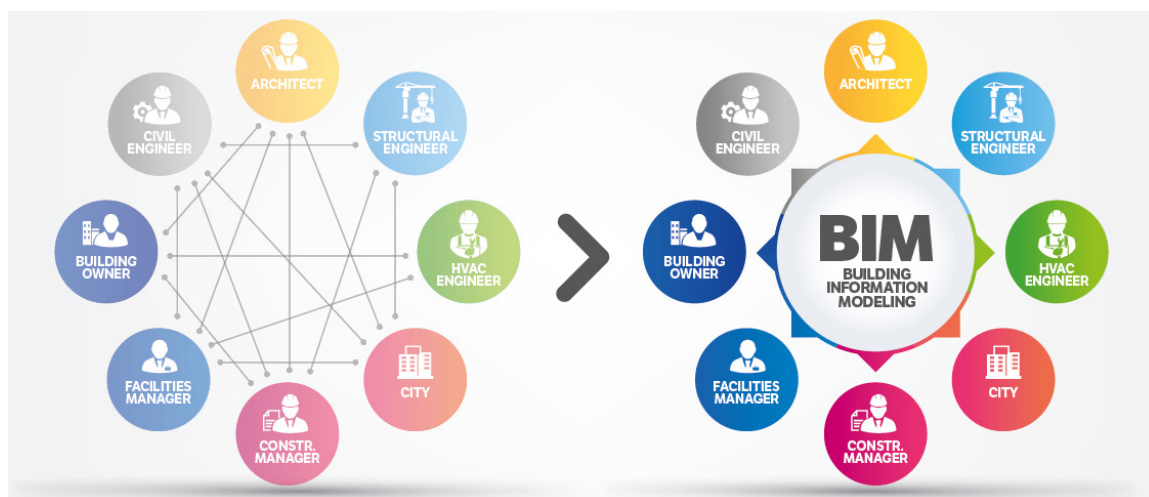 ARCHITECT
CIVIL
ENGINEER
STRUCTURAL
ENGINEER
BUILDING
OWNER
HVAC
ENGINEER
FACILITIES
MANAGER
CITY
CONSTR.
MANAGER
ARCHITECT
CIVIL
ENGINEER
STRUCTURAL
ENGINEER
BUILDING
OWNER
BIM
BUILDING
INFORMATION
MODELING
HVAC
ENGINEER
FACILITIES
MANAGER
CITY
CONSTR.
MANAGER